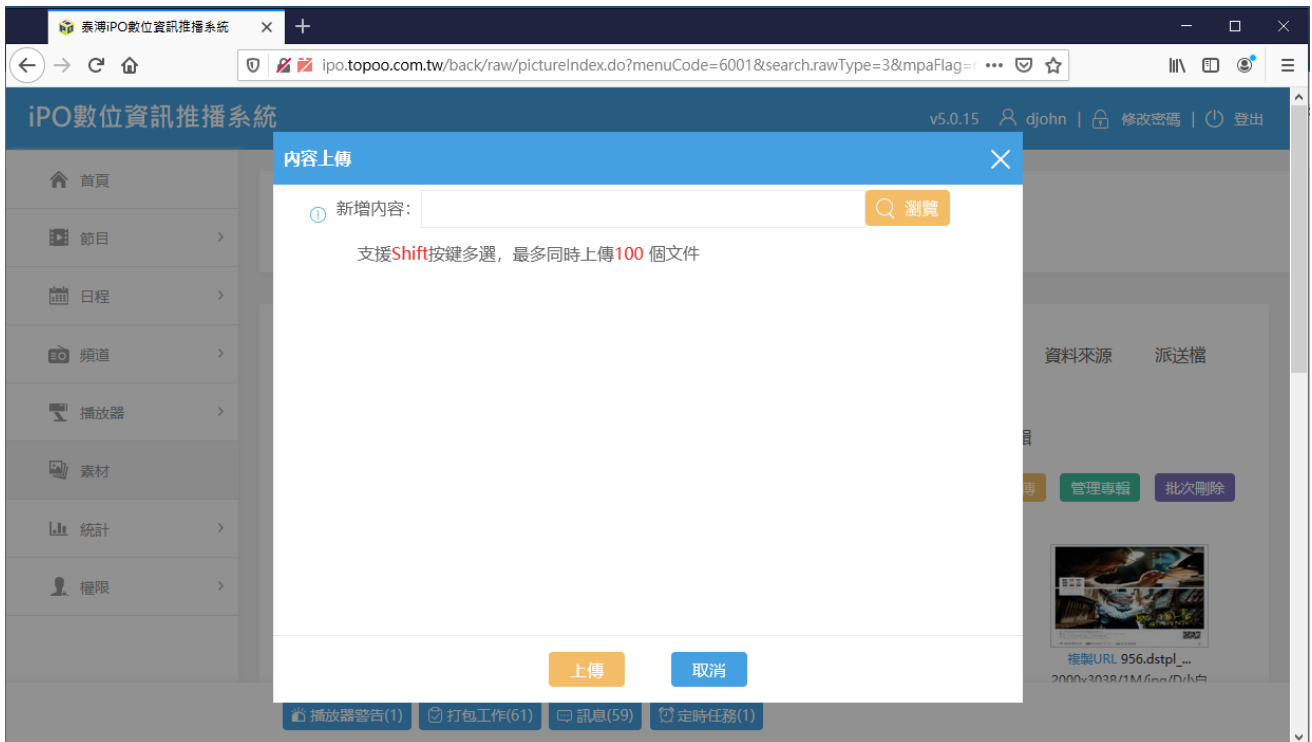 泰溥iPO數位資訊推播系統
ipo.topoo.com.tw/back/raw/pictureIndex.do?menuCode=6001&search.rawType=3&mpaFlag=
iPO數位資訊推播系統
v5.0.15 djohn | 修改密碼 | 登出
內容上傳
首頁
新增內容: 瀏覽
節目
支援Shift按鍵多選，最多同時上傳100 個文件
日程
頻道
資料來源 派送檔
播放器
素材
管理專輯 批次刪除
統計
權限
複製URL 956.dstpl_...
2000x3038/1M/jpg/D小白
上傳 取消
播放器警告(1) 打包工作(61) 訊息(59) 定時任務(1)